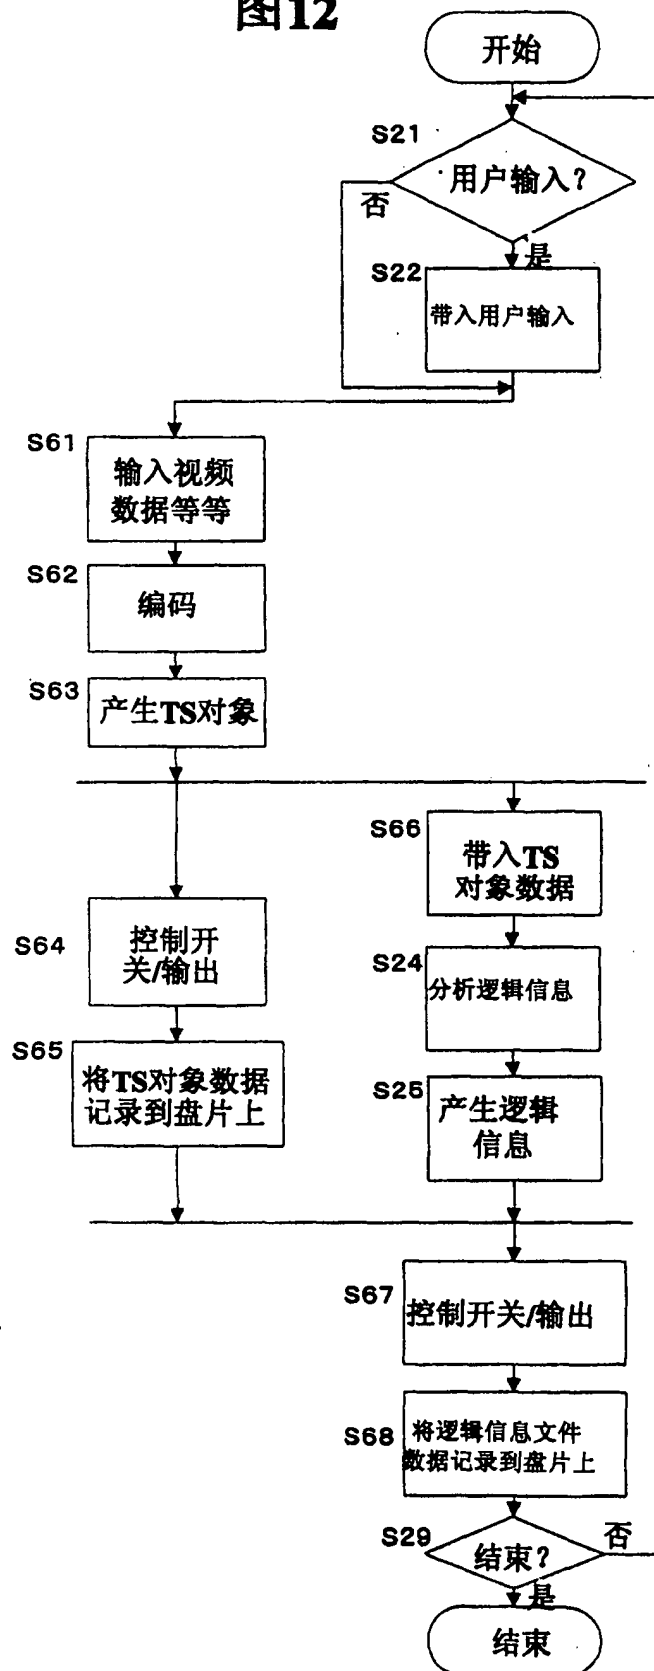 图12
开始
S21
用户输入?
否
是
S22
带入用户输入
S61
输入视频
数据等等
S62
编码
S63
产生TS对象
S66
带入TS
对象数据
S64
控制开
关/输出
S24
分析逻辑信息
S65
将TS对象数据
记录到盘片上
S25
产生逻辑
信息
S67
控制开关/输出
S68
将逻辑信息文件
数据记录到盘片上
S29
结束?
否
是
结束